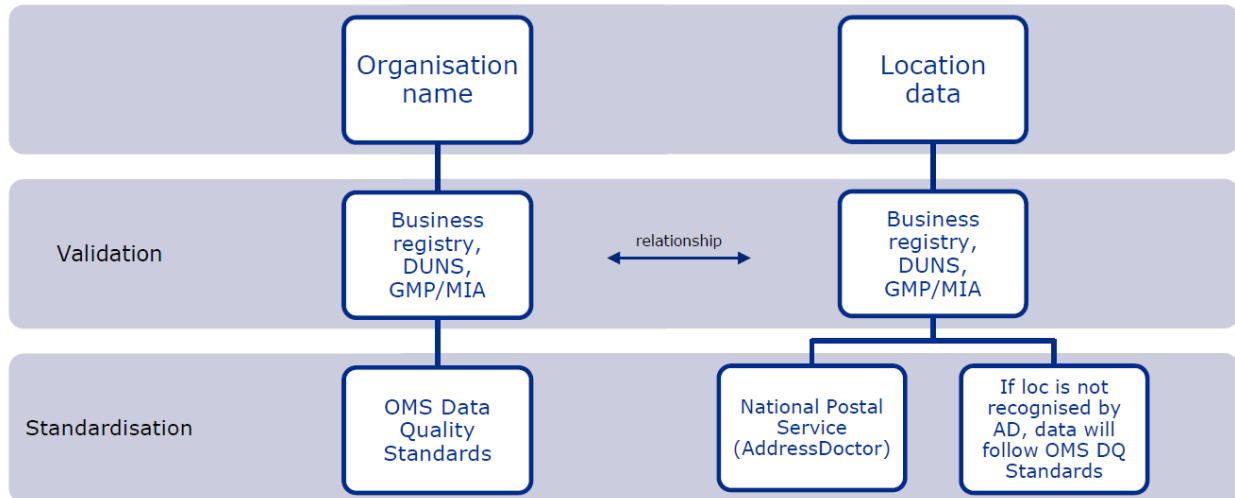 Organisation
name
Location
data
Validation
Business
registry,
DUNS,
GMP/MIA
relationship
Business
registry,
DUNS,
GMP/MIA
Standardisation
OMS Data
Quality
Standards
National Postal
Service
(AddressDoctor)
If loc is not
recognised by
AD, data will
follow OMS DQ
Standards